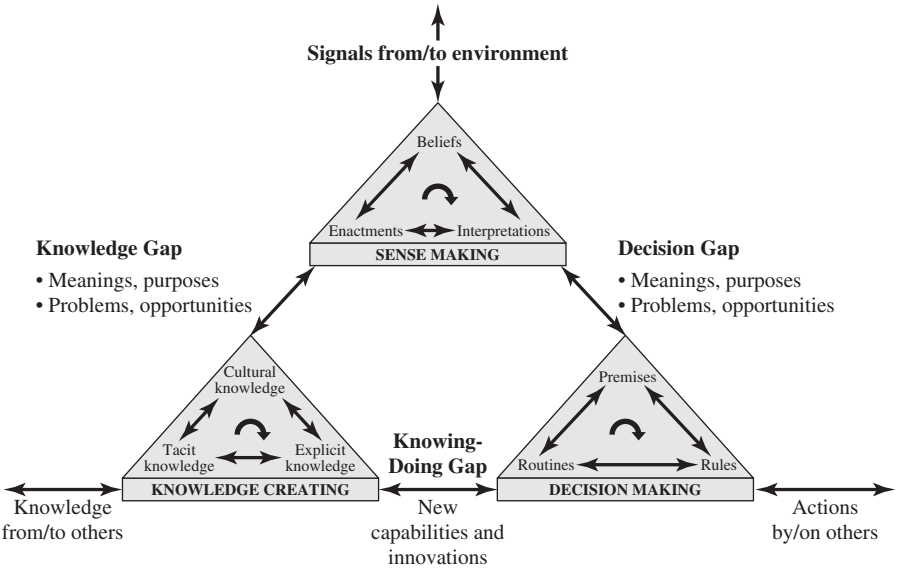 Signals from/to environment
Beliefs
Enactments
Interpretations
SENSE MAKING
Knowledge Gap
• Meanings, purposes
• Problems, opportunities
Decision Gap
• Meanings, purposes
• Problems, opportunities
Cultural
knowledge
Tacit
knowledge
Explicit
knowledge
KNOWLEDGE CREATING
Knowing-
Doing Gap
Premises
Routines
Rules
DECISION MAKING
Knowledge
from/to others
New
capabilities and
innovations
Actions
by/on others